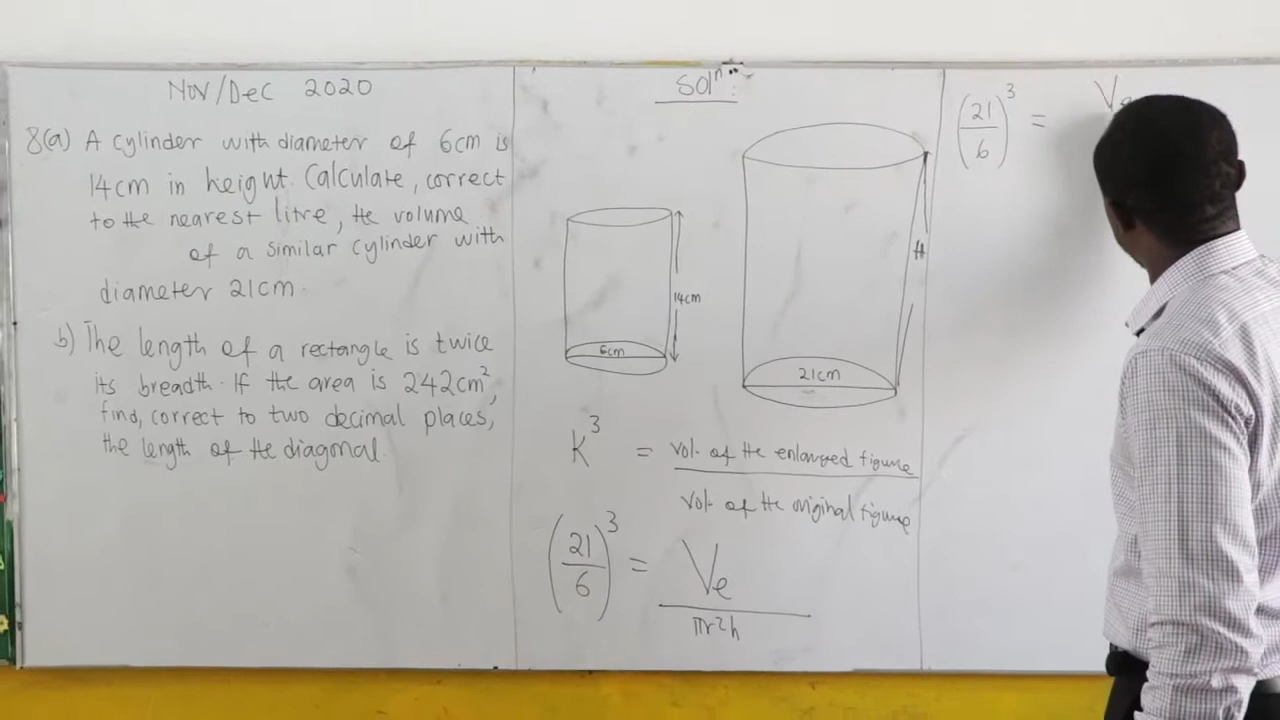 Nov/Dec 2020
8(a) A cylinder with diameter of 6cm is
14cm in height. Calculate, correct
to the nearest litre, the volume
of a similar cylinder with
diameter 21cm.
b) The length of a rectangle is twice
its breadth. If the area is 242cm²,
find, correct to two decimal places,
the length of the diagonal.
Solⁿ:
14cm
6cm
H
21cm
K³ = vol. of the enlarged figure
vol. of the original figure
(21/6)³ = Ve
πr²h
(21/6)³ = Ve